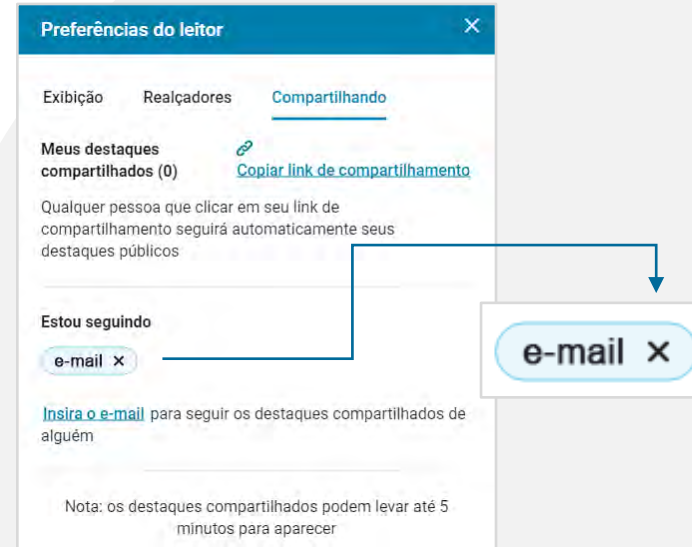 Preferências do leitor
Exibição Realçadores Compartilhando
Meus destaques
compartilhados (0)
Copiar link de compartilhamento
Qualquer pessoa que clicar em seu link de
compartilhamento seguirá automaticamente seus
destaques públicos
Estou seguindo
e-mail ×
e-mail ×
Insira o e-mail para seguir os destaques compartilhados de
alguém
Nota: os destaques compartilhados podem levar até 5
minutos para aparecer